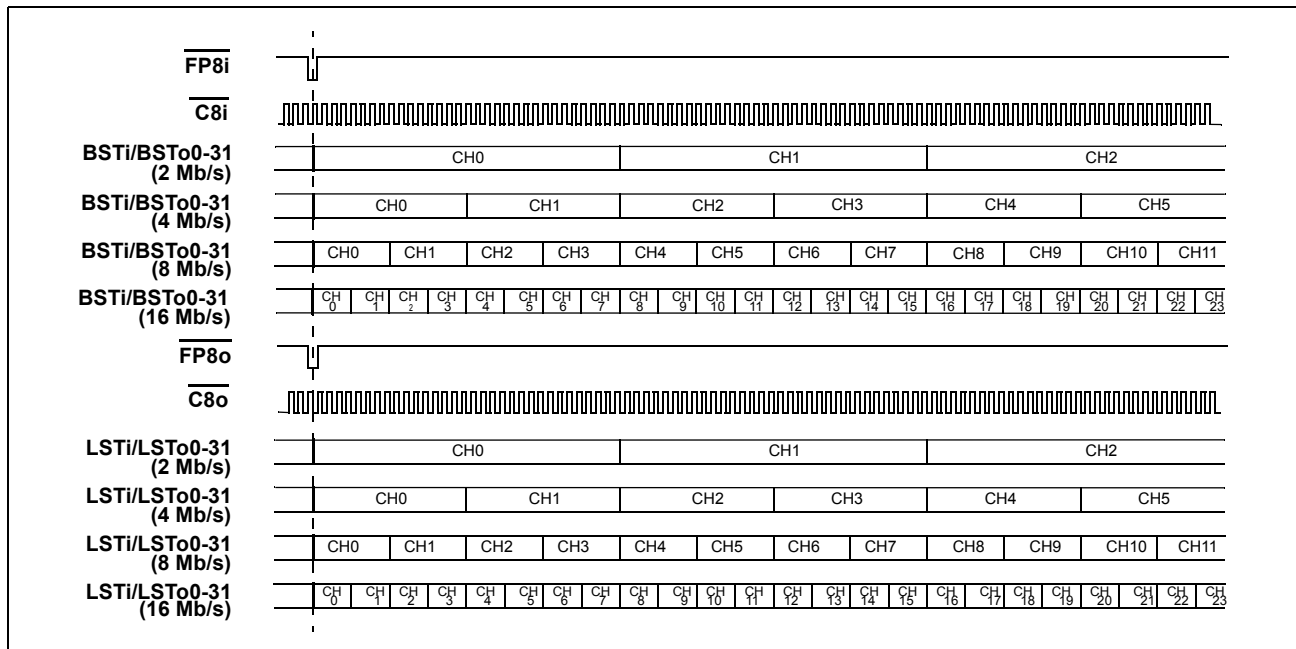 FP8i
C8i
BSTi/BSTo0-31
(2 Mb/s)
CH0 CH1 CH2
BSTi/BSTo0-31
(4 Mb/s)
CH0 CH1 CH2 CH3 CH4 CH5
BSTi/BSTo0-31
(8 Mb/s)
CH0 CH1 CH2 CH3 CH4 CH5 CH6 CH7 CH8 CH9 CH10 CH11
BSTi/BSTo0-31
(16 Mb/s)
CH CH CH CH CH CH CH CH CH CH CH CH CH CH CH CH CH CH CH CH CH CH CH CH
0 1 2 3 4 5 6 7 8 9 10 11 12 13 14 15 16 17 18 19 20 21 22 23
FP8o
C8o
LSTi/LSTo0-31
(2 Mb/s)
CH0 CH1 CH2
LSTi/LSTo0-31
(4 Mb/s)
CH0 CH1 CH2 CH3 CH4 CH5
LSTi/LSTo0-31
(8 Mb/s)
CH0 CH1 CH2 CH3 CH4 CH5 CH6 CH7 CH8 CH9 CH10 CH11
LSTi/LSTo0-31
(16 Mb/s)
CH CH CH CH CH CH CH CH CH CH CH CH CH CH CH CH CH CH CH CH CH CH CH CH
0 1 2 3 4 5 6 7 8 9 10 11 12 13 14 15 16 17 18 19 20 21 22 23